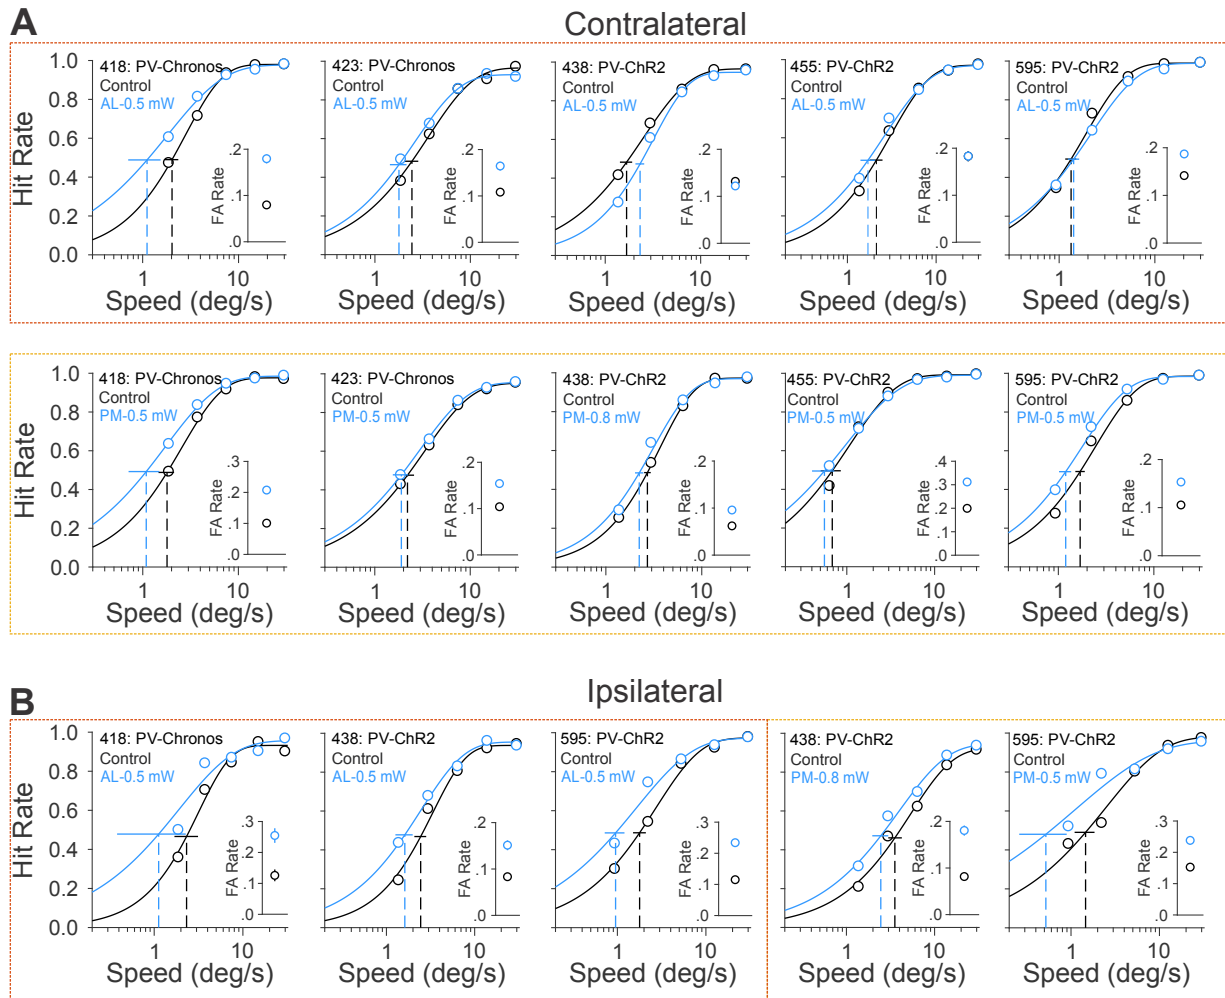 A
Contralateral
Hit Rate
1.0
0.8
0.6
0.4
0.2
0.0
418: PV-Chronos
Control
AL-0.5 mW
FA Rate
.2
.1
.0
1 10
Speed (deg/s)
423: PV-Chronos
Control
AL-0.5 mW
FA Rate
.2
.1
.0
1 10
Speed (deg/s)
438: PV-ChR2
Control
AL-0.5 mW
FA Rate
.2
.1
.0
1 10
Speed (deg/s)
455: PV-ChR2
Control
AL-0.5 mW
FA Rate
.2
.1
.0
1 10
Speed (deg/s)
595: PV-ChR2
Control
AL-0.5 mW
FA Rate
.2
.1
.0
1 10
Speed (deg/s)
Hit Rate
1.0
0.8
0.6
0.4
0.2
0.0
418: PV-Chronos
Control
PM-0.5 mW
FA Rate
.3
.2
.1
.0
1 10
Speed (deg/s)
423: PV-Chronos
Control
PM-0.5 mW
FA Rate
.2
.1
.0
1 10
Speed (deg/s)
438: PV-ChR2
Control
PM-0.8 mW
FA Rate
.2
.1
.0
1 10
Speed (deg/s)
455: PV-ChR2
Control
PM-0.5 mW
FA Rate
.4
.3
.2
.1
.0
1 10
Speed (deg/s)
595: PV-ChR2
Control
PM-0.5 mW
FA Rate
.2
.1
.0
1 10
Speed (deg/s)
B
Ipsilateral
Hit Rate
1.0
0.8
0.6
0.4
0.2
0.0
418: PV-Chronos
Control
AL-0.5 mW
FA Rate
.3
.2
.1
.0
1 10
Speed (deg/s)
438: PV-ChR2
Control
AL-0.5 mW
FA Rate
.2
.1
.0
1 10
Speed (deg/s)
595: PV-ChR2
Control
AL-0.5 mW
FA Rate
.3
.2
.1
.0
1 10
Speed (deg/s)
438: PV-ChR2
Control
PM-0.8 mW
FA Rate
.2
.1
.0
1 10
Speed (deg/s)
595: PV-ChR2
Control
PM-0.5 mW
FA Rate
.3
.2
.1
.0
1 10
Speed (deg/s)